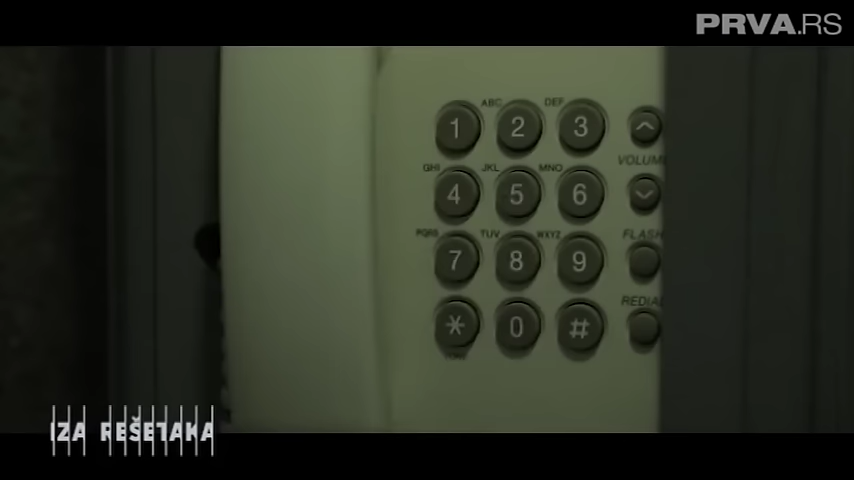 PRVA.RS
ABC DEF
1 2 3
VOLUM
GHI JKL MNO
4 5 6
FLASH
PQRS TUV WXYZ
7 8 9
REDIAL
* 0 #
IZA REŠETAKA